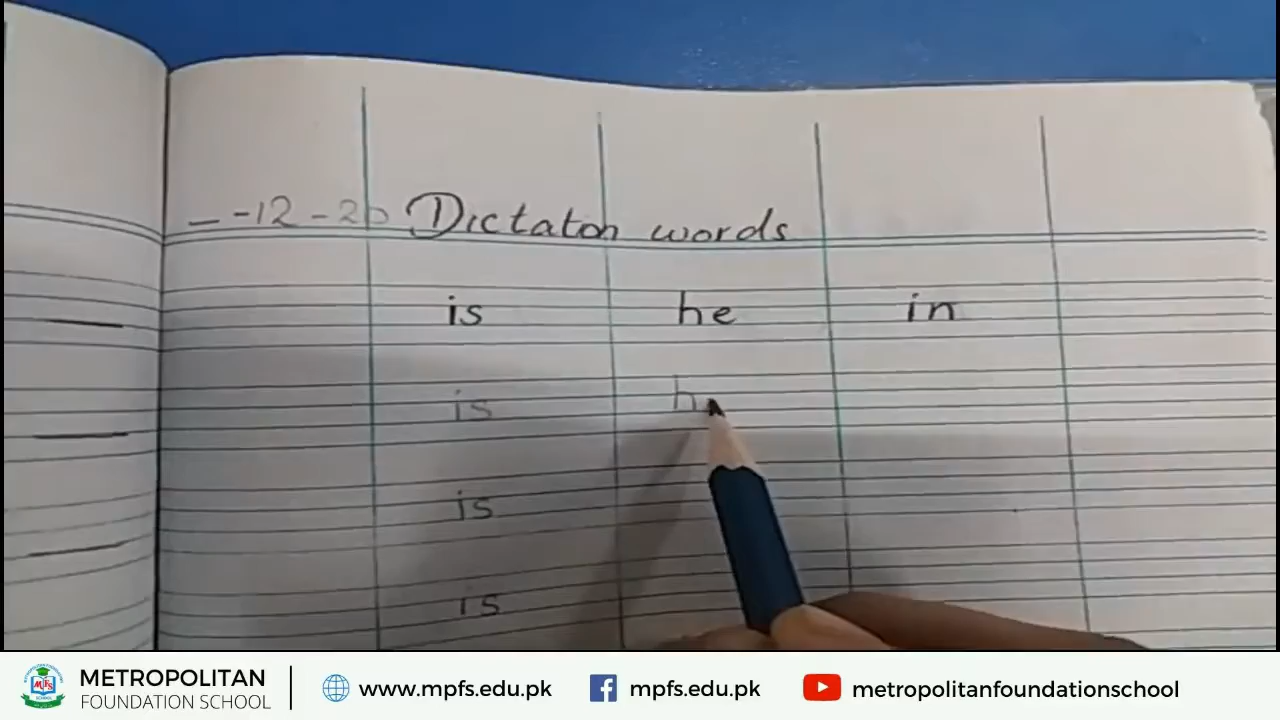 _ -12 -20 Dictaton words
is he in
is h
is
is
METROPOLITAN
FOUNDATION SCHOOL
www.mpfs.edu.pk
mpfs.edu.pk
metropolitanfoundationschool